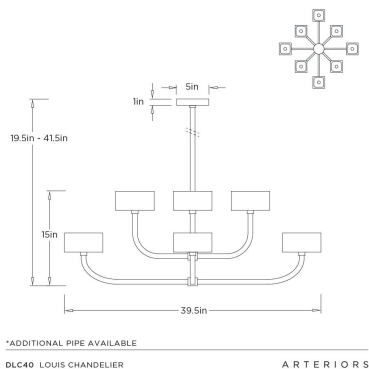 5in
1in
19.5in - 41.5in
15in
39.5in
*ADDITIONAL PIPE AVAILABLE
DLC40 LOUIS CHANDELIER ARTERIORS